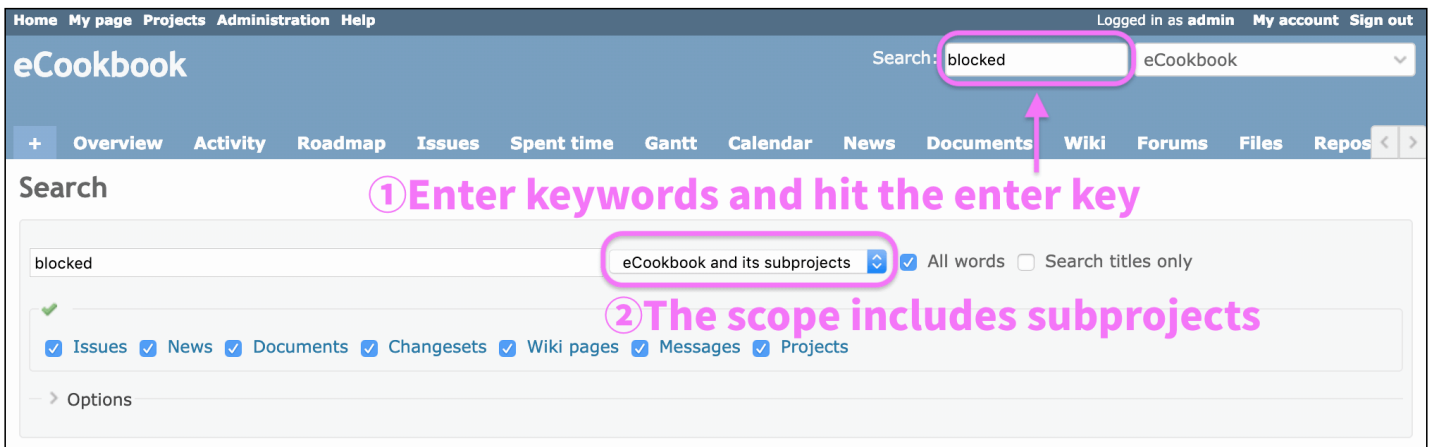 Home My page Projects Administration Help Logged in as admin My account Sign out
eCookbook Search: blocked eCookbook
+ Overview Activity Roadmap Issues Spent time Gantt Calendar News Documents Wiki Forums Files Repos
Search
①Enter keywords and hit the enter key
blocked eCookbook and its subprojects All words Search titles only
②The scope includes subprojects
Issues News Documents Changesets Wiki pages Messages Projects
Options